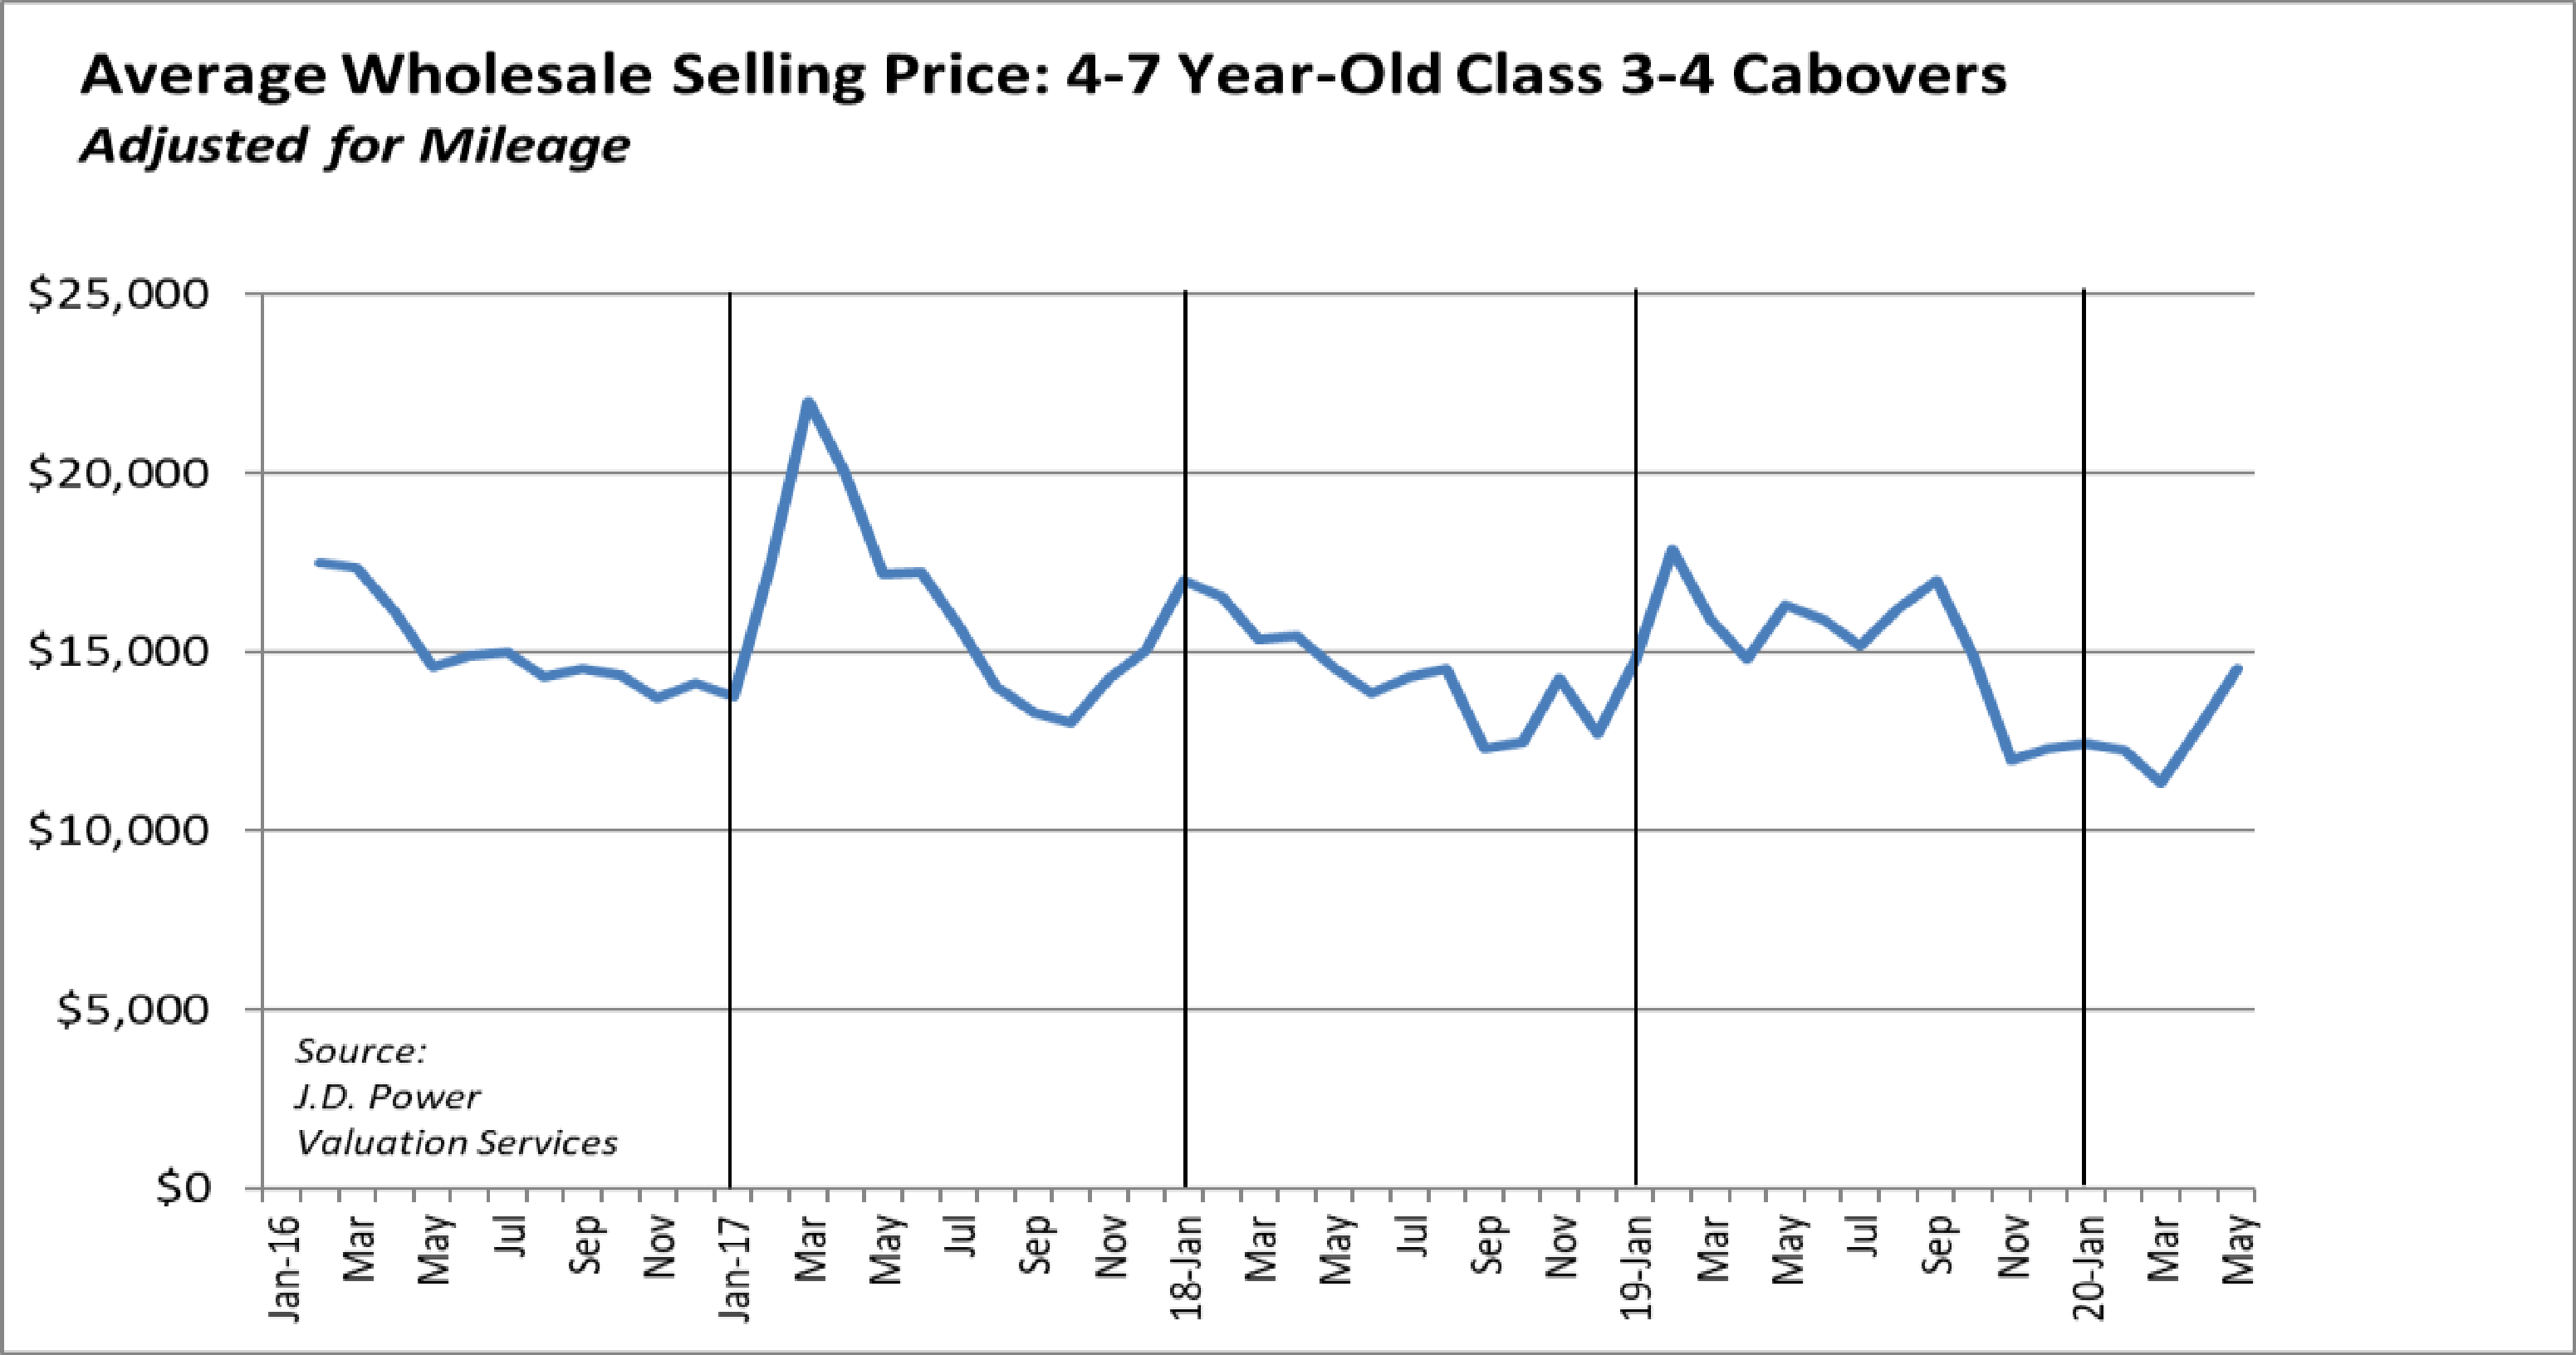 Average Wholesale Selling Price: 4-7 Year-Old Class 3-4 Cabovers
Adjusted for Mileage
$25,000
$20,000
$15,000
$10,000
$5,000
$0
Source:
J.D. Power
Valuation Services
Jan-16
Mar
May
Jul
Sep
Nov
Jan-17
Mar
May
Jul
Sep
Nov
18-Jan
Mar
May
Jul
Sep
Nov
19-Jan
Mar
May
Jul
Sep
Nov
20-Jan
Mar
May